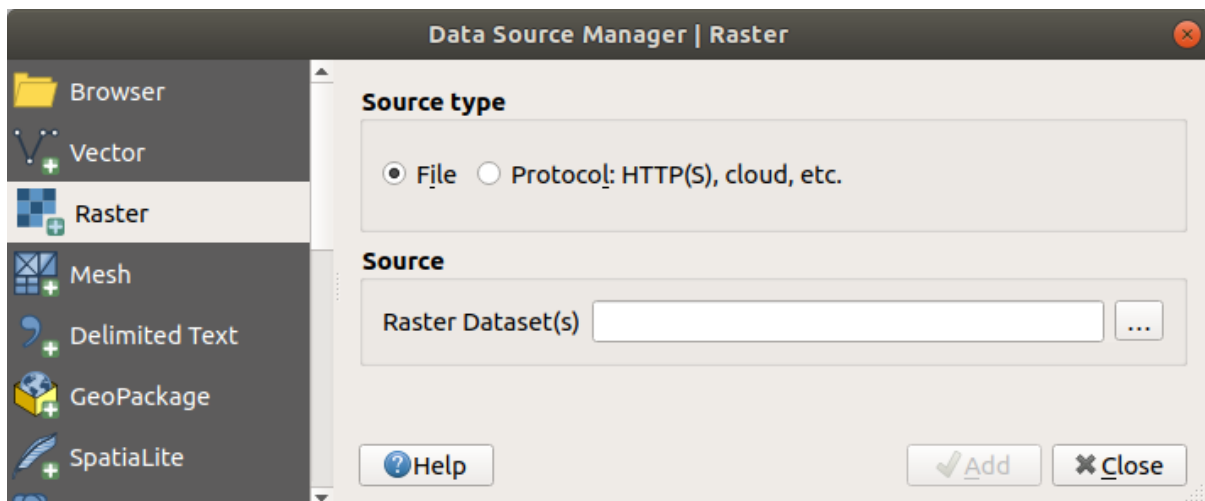 Data Source Manager | Raster
Browser
Vector
Raster
Mesh
Delimited Text
GeoPackage
SpatiaLite
Source type
File
Protocol: HTTP(S), cloud, etc.
Source
Raster Dataset(s)
...
Help
Add
Close